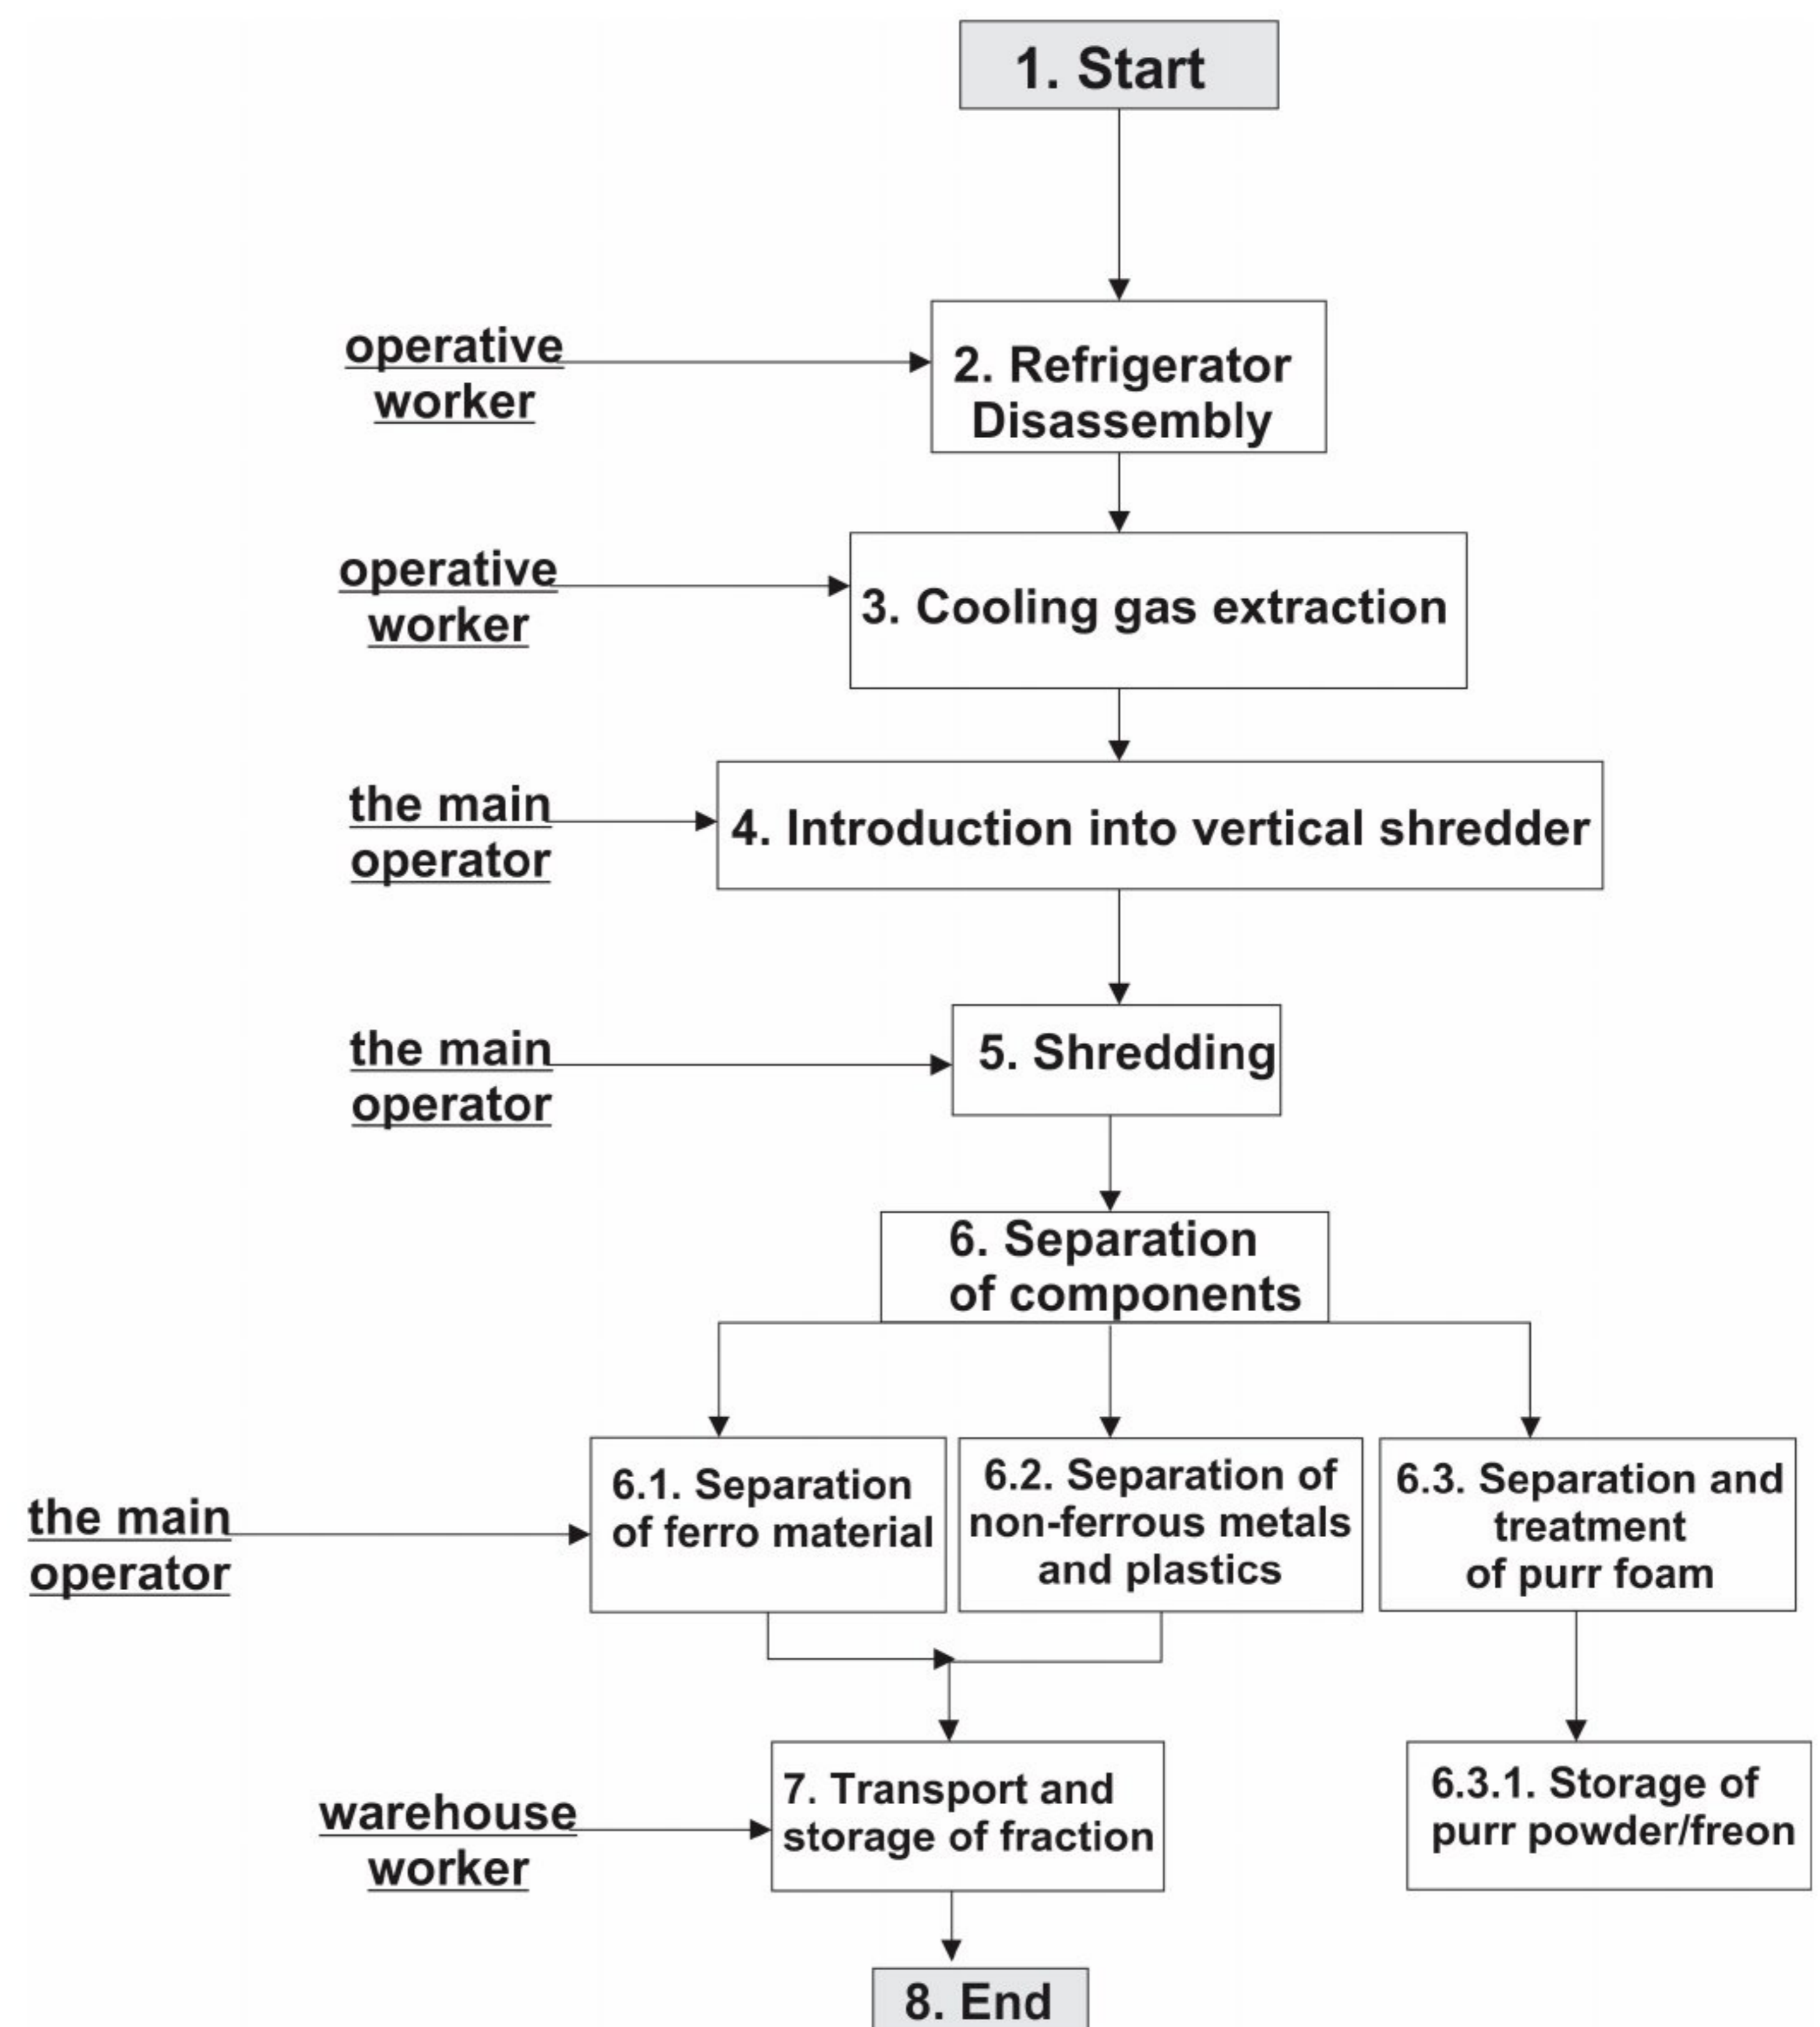 1. Start
operative
worker
2. Refrigerator
Disassembly
operative
worker
3. Cooling gas extraction
the main
operator
4. Introduction into vertical shredder
the main
operator
5. Shredding
6. Separation
of components
the main
operator
6.1. Separation
of ferro material
6.2. Separation of
non-ferrous metals
and plastics
6.3. Separation and
treatment
of purr foam
warehouse
worker
7. Transport and
storage of fraction
6.3.1. Storage of
purr powder/freon
8. End